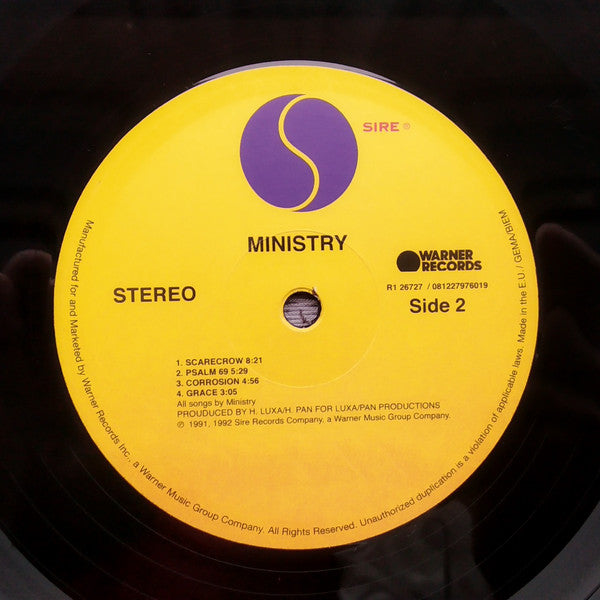 SIRE ®
MINISTRY
WARNER
RECORDS
R1 26727 / 081227976019
STEREO
Side 2
1. SCARECROW 8:21
2. PSALM 69 5:29
3. CORROSION 4:56
4. GRACE 3:05
All songs by Ministry
PRODUCED BY H. LUXA/H. PAN FOR LUXA/PAN PRODUCTIONS
℗ 1991, 1992 Sire Records Company, a Warner Music Group Company.
Manufactured for and Marketed by Warner Records Inc., a Warner Music Group Company. All Rights Reserved. Unauthorized duplication is a violation of applicable laws. Made in the E.U./ GEMA/BIEM